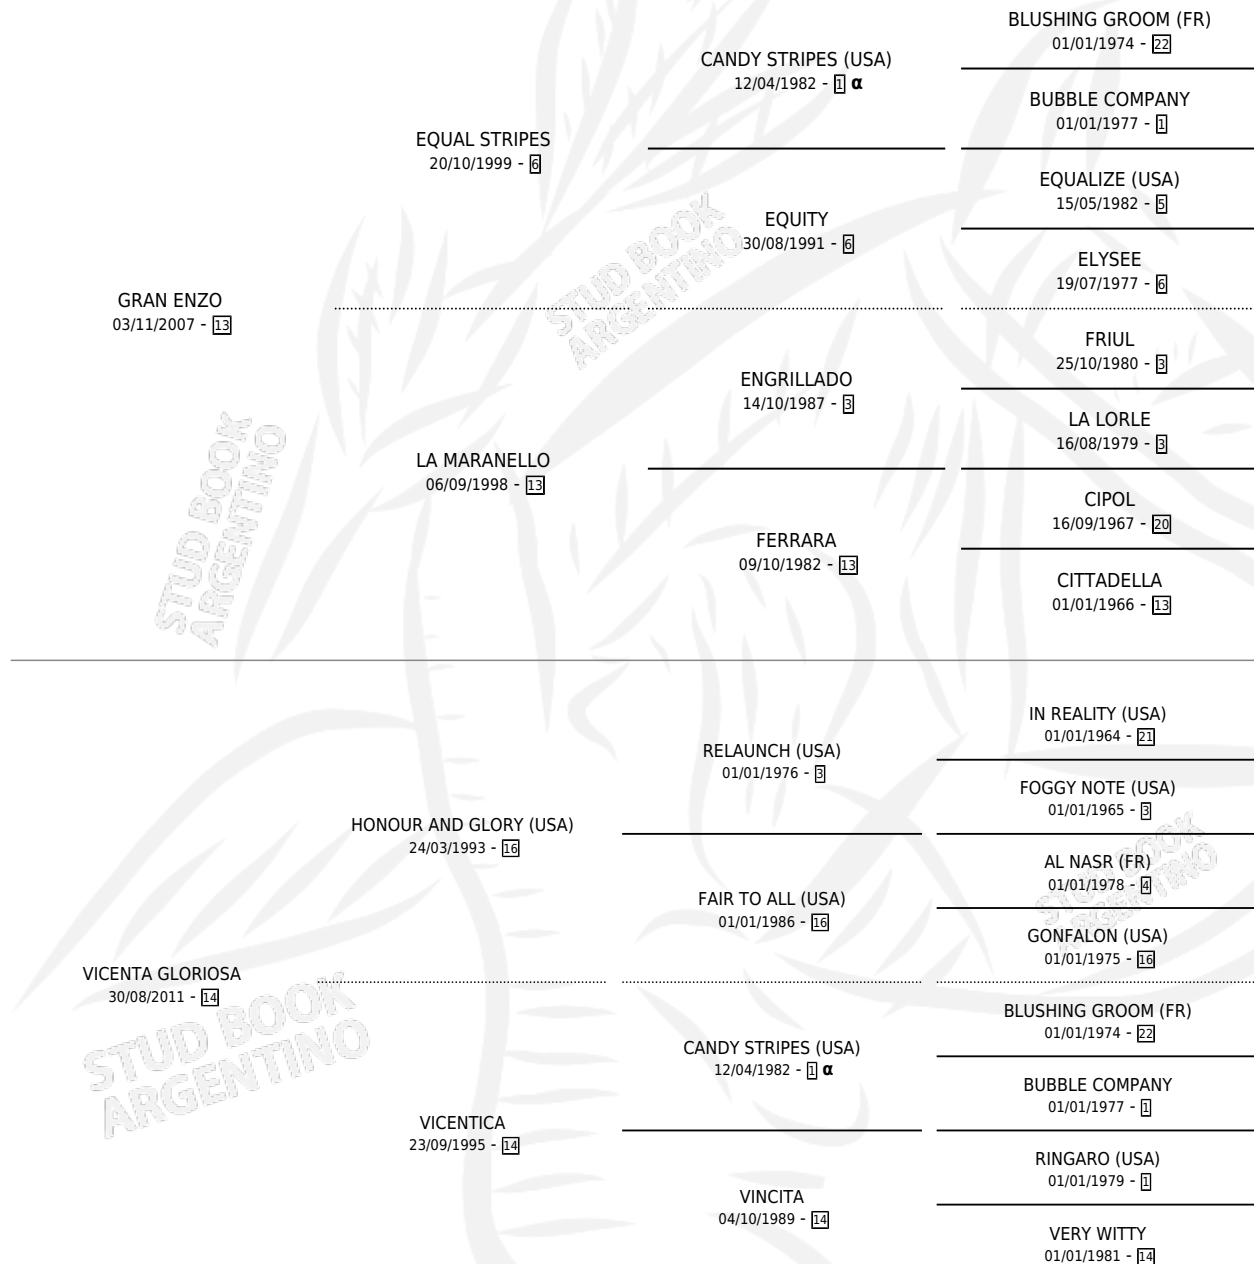 BLUSHING GROOM (FR)
01/01/1974 - 22
CANDY STRIPES (USA)
12/04/1982 - 1 α
BUBBLE COMPANY
01/01/1977 - 1
EQUAL STRIPES
20/10/1999 - 6
EQUALIZE (USA)
15/05/1982 - 5
EQUITY
30/08/1991 - 6
ELYSEE
19/07/1977 - 6
GRAN ENZO
03/11/2007 - 13
FRIUL
25/10/1980 - 3
ENGRILLADO
14/10/1987 - 3
LA LORLE
16/08/1979 - 3
LA MARANELLO
06/09/1998 - 13
CIPOL
16/09/1967 - 20
FERRARA
09/10/1982 - 13
CITTADELLA
01/01/1966 - 13
STUD BOOK
ARGENTINO
STUD BOOK
ARGENTINO
IN REALITY (USA)
01/01/1964 - 21
RELAUNCH (USA)
01/01/1976 - 3
FOGGY NOTE (USA)
01/01/1965 - 3
HONOUR AND GLORY (USA)
24/03/1993 - 16
AL NASR (FR)
01/01/1978 - 4
FAIR TO ALL (USA)
01/01/1986 - 16
GONFALON (USA)
01/01/1975 - 16
VICENTA GLORIOSA
30/08/2011 - 14
BLUSHING GROOM (FR)
01/01/1974 - 22
CANDY STRIPES (USA)
12/04/1982 - 1 α
BUBBLE COMPANY
01/01/1977 - 1
VICENTICA
23/09/1995 - 14
RINGARO (USA)
01/01/1979 - 1
VINCITA
04/10/1989 - 14
VERY WITTY
01/01/1981 - 14
STUD BOOK
ARGENTINO
STUD BOOK
ARGENTINO